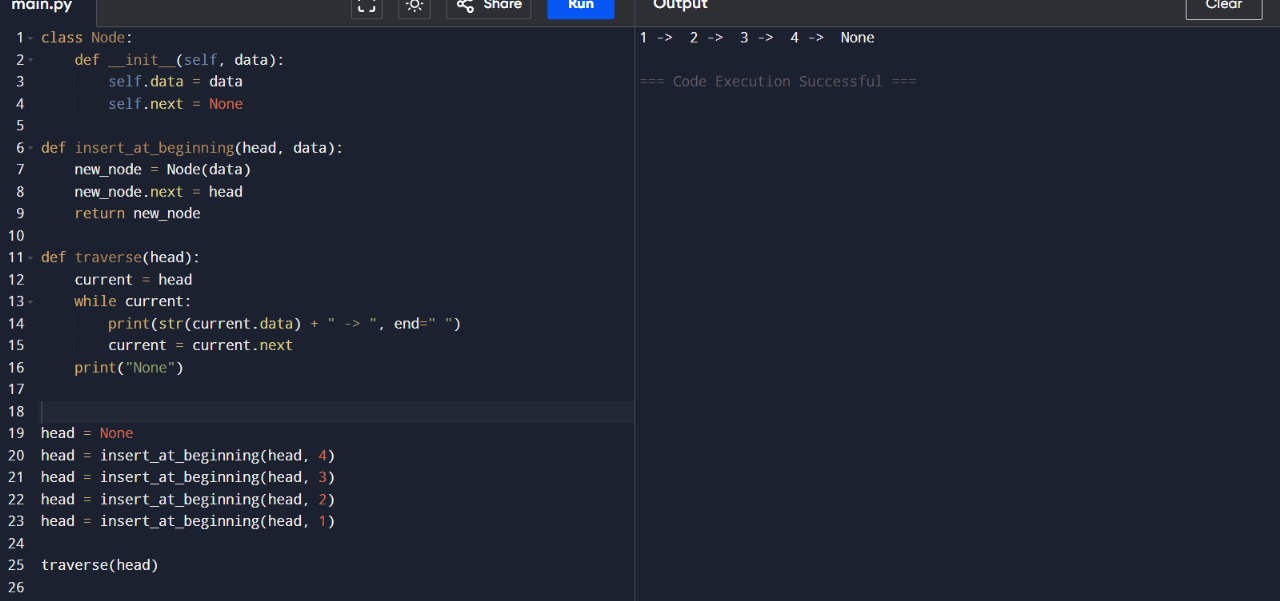 main.py
Share
Run
Output
Clear
1 class Node:
2     def __init__(self, data):
3         self.data = data
4         self.next = None
5
6 def insert_at_beginning(head, data):
7     new_node = Node(data)
8     new_node.next = head
9     return new_node
10
11 def traverse(head):
12     current = head
13     while current:
14         print(str(current.data) + " -> ", end=" ")
15         current = current.next
16     print("None")
17
18
19 head = None
20 head = insert_at_beginning(head, 4)
21 head = insert_at_beginning(head, 3)
22 head = insert_at_beginning(head, 2)
23 head = insert_at_beginning(head, 1)
24
25 traverse(head)
26
1 ->  2 ->  3 ->  4 ->  None
=== Code Execution Successful ===